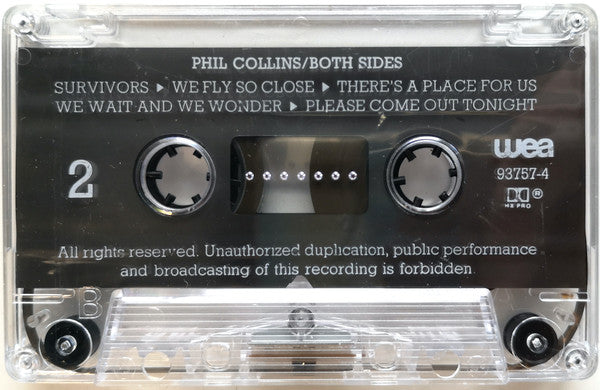 PHIL COLLINS/BOTH SIDES
SURVIVORS ▶ WE FLY SO CLOSE ▶ THERE'S A PLACE FOR US
WE WAIT AND WE WONDER ▶ PLEASE COME OUT TONIGHT
2
wea
93757-4
HX PRO
All rights reserved. Unauthorized duplication, public performance
and broadcasting of this recording is forbidden
B